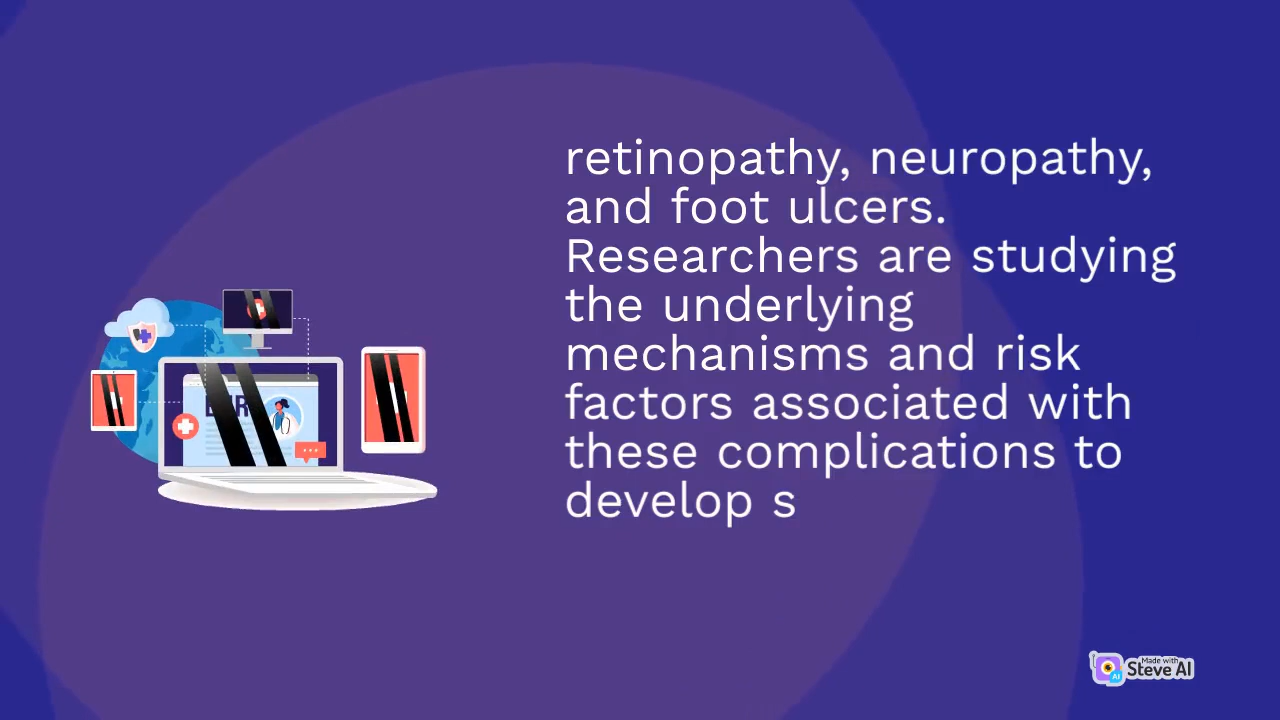 retinopathy, neuropathy,
and foot ulcers.
Researchers are studying
the underlying
mechanisms and risk
factors associated with
these complications to
develop s
Made with
Steve AI
AI